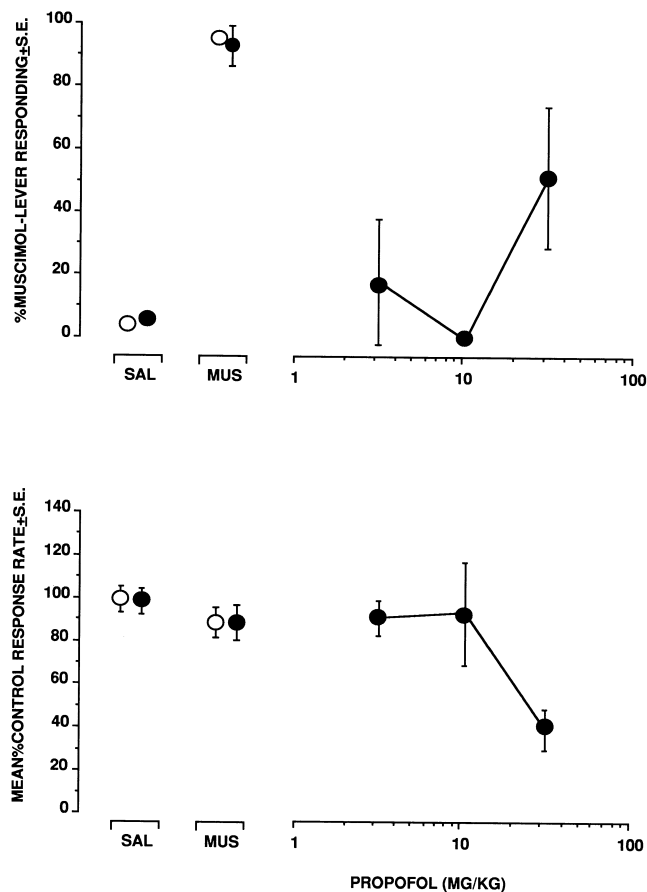 %MUSCIMOL-LEVER RESPONDING±S.E.
100
80
60
40
20
0
SAL MUS 1 10 100
MEAN%CONTROL RESPONSE RATE±S.E.
140
120
100
80
60
40
20
0
SAL MUS 1 10 100
PROPOFOL (MG/KG)